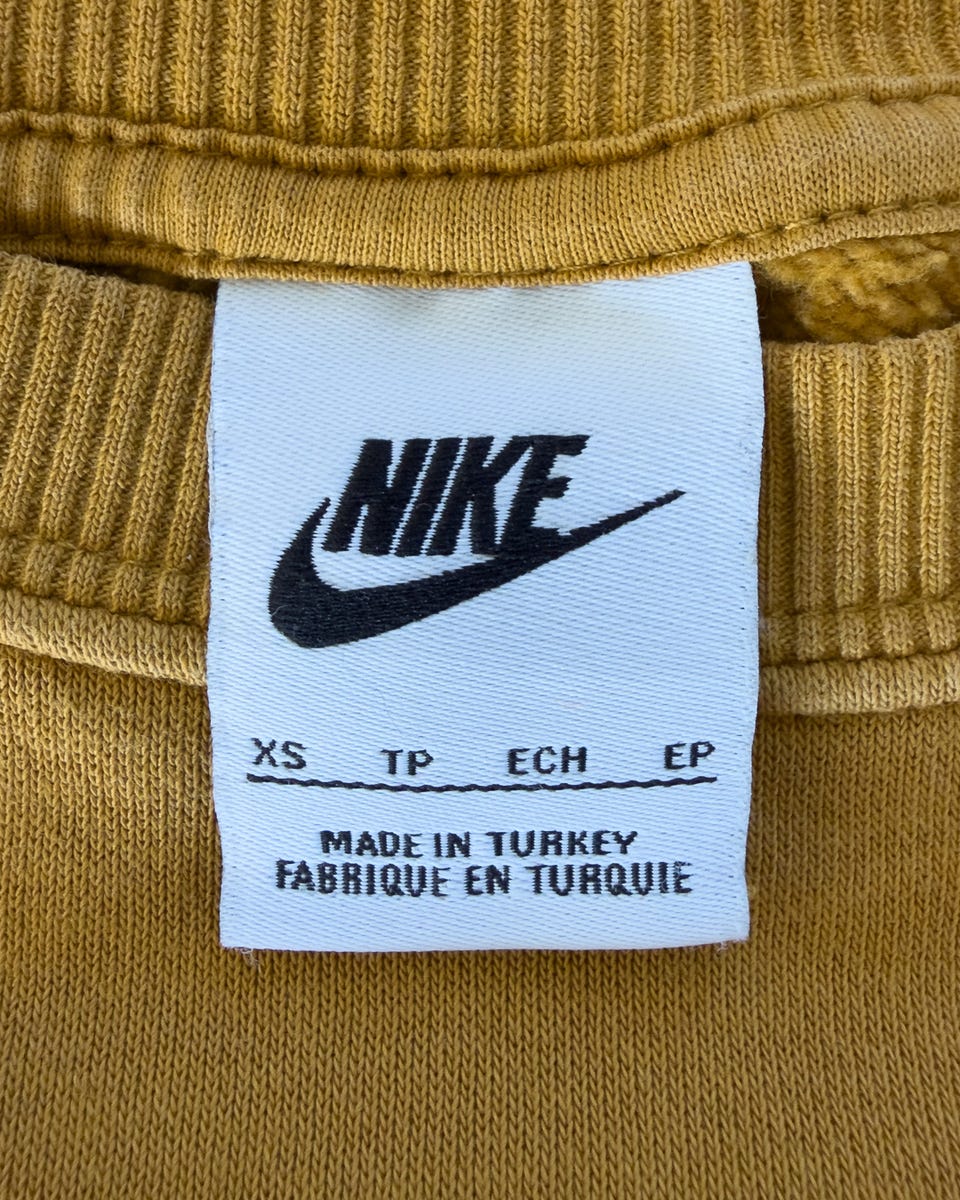 NIKE
XS TP ECH EP
MADE IN TURKEY
FABRIQUE EN TURQUIE